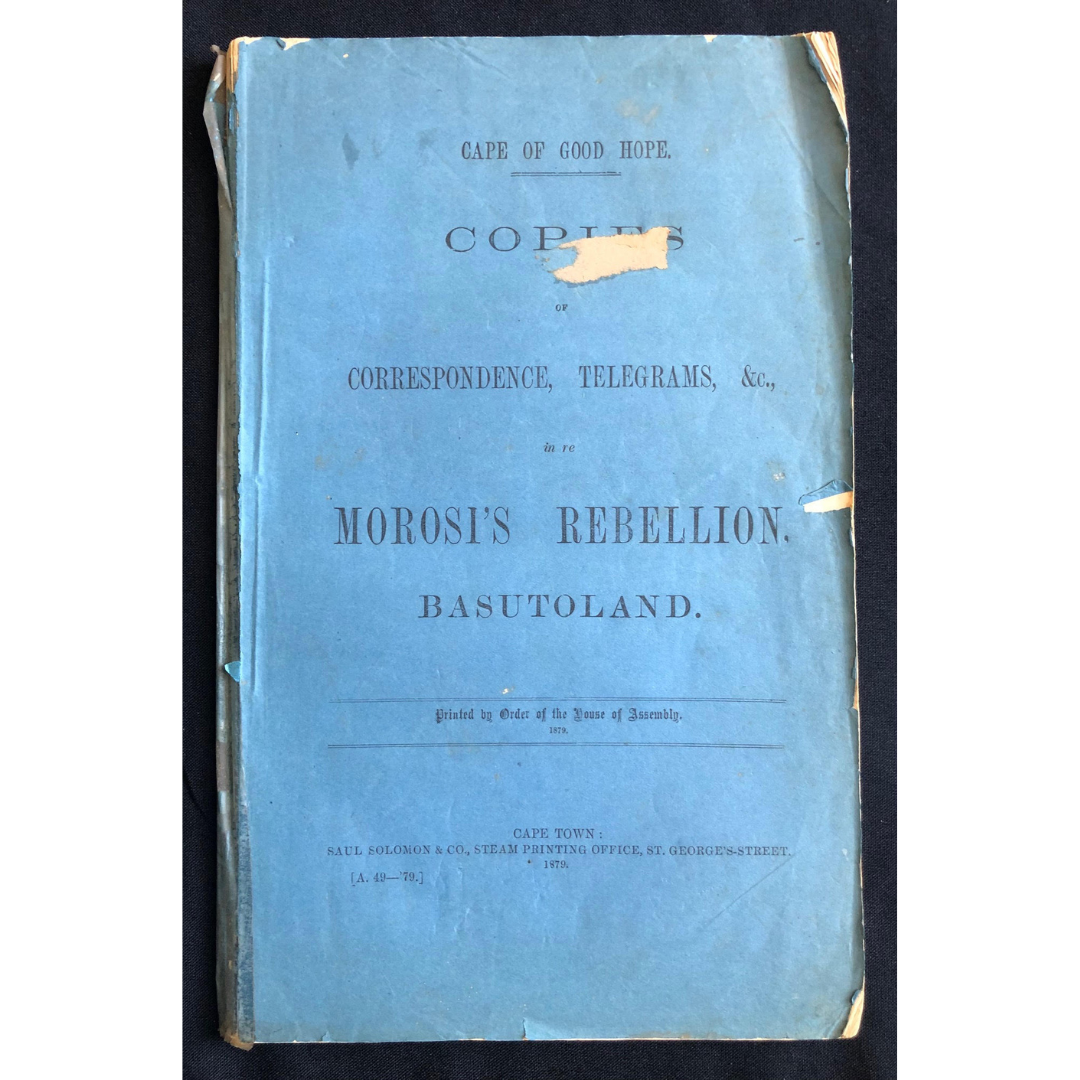 CAPE OF GOOD HOPE.
COPIES
OF
CORRESPONDENCE, TELEGRAMS, &c.,
in re
MOROSI'S REBELLION,
BASUTOLAND.
Printed by Order of the House of Assembly.
1879.
CAPE TOWN:
SAUL SOLOMON & CO., STEAM PRINTING OFFICE, ST. GEORGE'S-STREET.
1879.
[A. 49—'79.]